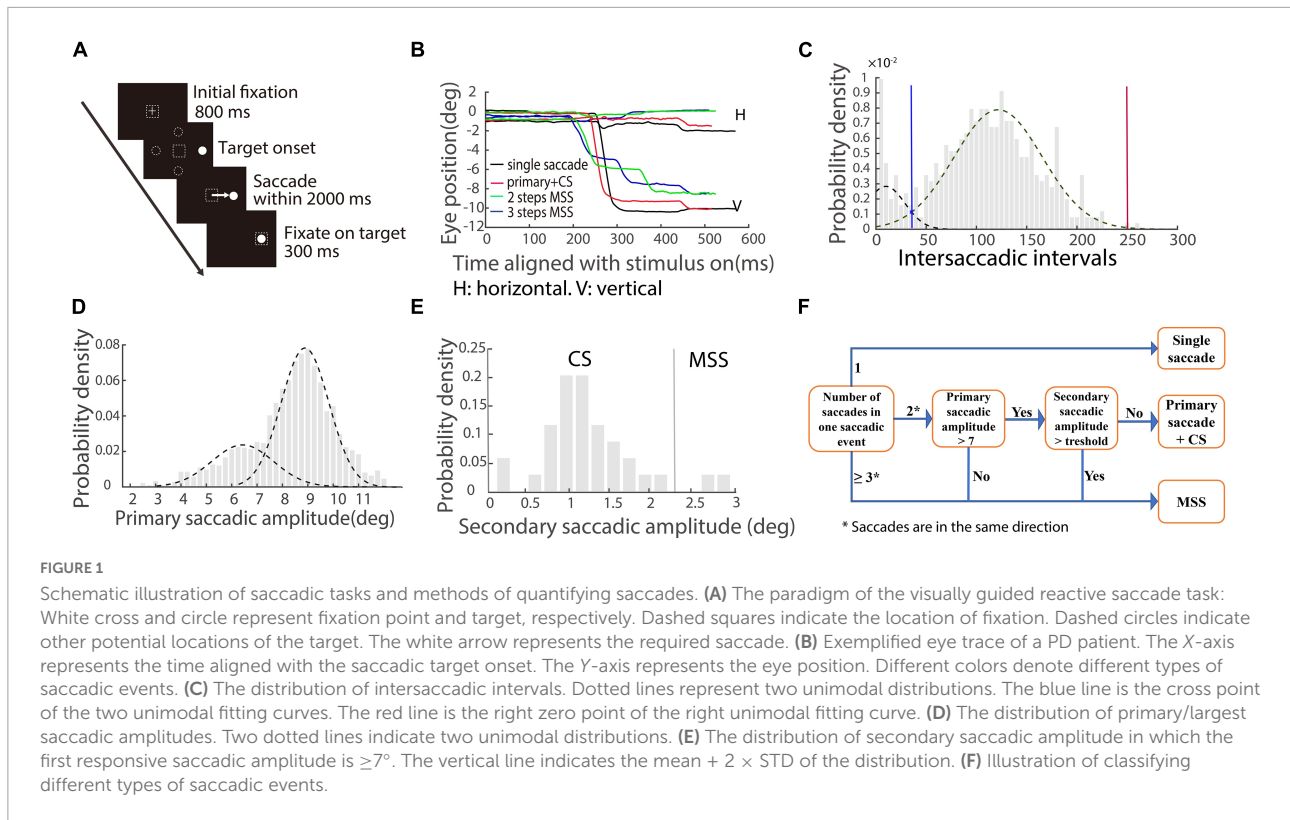 A
Initial fixation
800 ms
Target onset
Saccade
within 2000 ms
Fixate on target
300 ms
B
Eye position(deg)
2
0
-2
-4
-6
-8
-10
-12
H
V
single saccade
primary+CS
2 steps MSS
3 steps MSS
0 100 200 300 400 500 600
Time aligned with stimulus on(ms)
H: horizontal. V: vertical
C
×10⁻²
Probability density
1
0.9
0.8
0.7
0.6
0.5
0.4
0.3
0.2
0.1
0
0 50 100 150 200 250 300
Intersaccadic intervals
D
Probability density
0.08
0.06
0.04
0.02
0
2 3 4 5 6 7 8 9 10 11
Primary saccadic amplitude(deg)
E
Probability density
0.25
0.2
0.15
0.1
0.05
0
CS MSS
0 0.5 1 1.5 2 2.5 3
Secondary saccadic amplitude (deg)
F
Number of
saccades in
one saccadic
event
1
2*
≥ 3*
Primary
saccadic
amplitude
> 7
Yes
No
Secondary
saccadic
amplitude
> treshold
No
Yes
Single
saccade
Primary
saccade
+ CS
MSS
* Saccades are in the same direction
FIGURE 1
Schematic illustration of saccadic tasks and methods of quantifying saccades. (A) The paradigm of the visually guided reactive saccade task:
White cross and circle represent fixation point and target, respectively. Dashed squares indicate the location of fixation. Dashed circles indicate
other potential locations of the target. The white arrow represents the required saccade. (B) Exemplified eye trace of a PD patient. The X-axis
represents the time aligned with the saccadic target onset. The Y-axis represents the eye position. Different colors denote different types of
saccadic events. (C) The distribution of intersaccadic intervals. Dotted lines represent two unimodal distributions. The blue line is the cross point
of the two unimodal fitting curves. The red line is the right zero point of the right unimodal fitting curve. (D) The distribution of primary/largest
saccadic amplitudes. Two dotted lines indicate two unimodal distributions. (E) The distribution of secondary saccadic amplitude in which the
first responsive saccadic amplitude is ≥7°. The vertical line indicates the mean + 2 × STD of the distribution. (F) Illustration of classifying
different types of saccadic events.